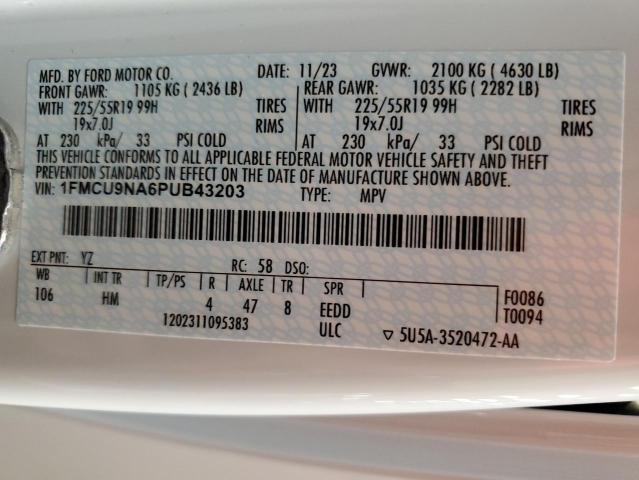 MFD. BY FORD MOTOR CO. DATE: 11/23 GVWR: 2100 KG ( 4630 LB)
FRONT GAWR: 1105 KG ( 2436 LB) REAR GAWR: 1035 KG ( 2282 LB)
WITH 225/55R19 99H TIRES WITH 225/55R19 99H TIRES
19x7.0J RIMS 19x7.0J RIMS
AT 230 kPa/ 33 PSI COLD AT 230 kPa/ 33 PSI COLD
THIS VEHICLE CONFORMS TO ALL APPLICABLE FEDERAL MOTOR VEHICLE SAFETY AND THEFT
PREVENTION STANDARDS IN EFFECT ON THE DATE OF MANUFACTURE SHOWN ABOVE.
VIN: 1FMCU9NA6PUB43203 TYPE: MPV
EXT PNT: YZ RC: 58 DSO:
WB INT TR TP/PS R AXLE TR SPR F0086
106 HM 4 47 8 EEDD T0094
1202311095383 ULC ▽ 5U5A-3520472-AA